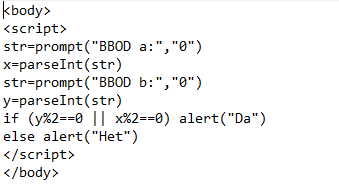 <body>
<script>
str=prompt("BBOD a:","0")
x=parseInt(str)
str=prompt("BBOD b:","0")
y=parseInt(str)
if (y%2==0 || x%2==0) alert("Da")
else alert("Het")
</script>
</body>